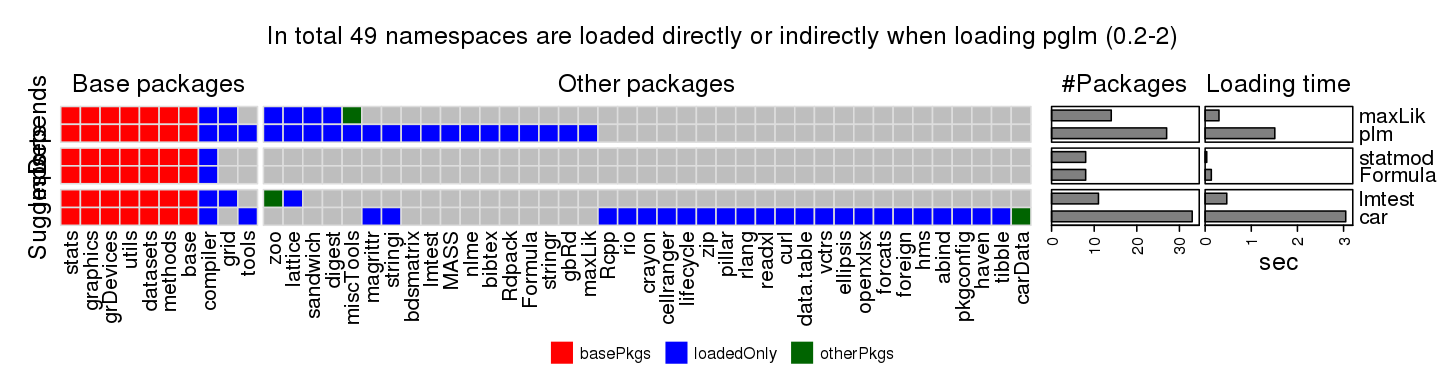 In total 49 namespaces are loaded directly or indirectly when loading pglm (0.2-2)
Base packages
Other packages
#Packages
Loading time
Depends
Imports
Suggests
maxLik
plm
statmod
Formula
lmtest
car
stats
graphics
grDevices
utils
datasets
methods
base
compiler
grid
tools
zoo
lattice
sandwich
digest
miscTools
magrittr
stringi
bdsmatrix
lmtest
MASS
nlme
bibtex
Rdpack
Formula
stringr
gbRd
maxLik
Rcpp
rio
crayon
cellranger
lifecycle
zip
pillar
rlang
readxl
curl
data.table
vctrs
ellipsis
openxlsx
forcats
foreign
hms
abind
pkgconfig
haven
tibble
carData
0 10 20 30
0 1 2 3
sec
basePkgs loadedOnly otherPkgs